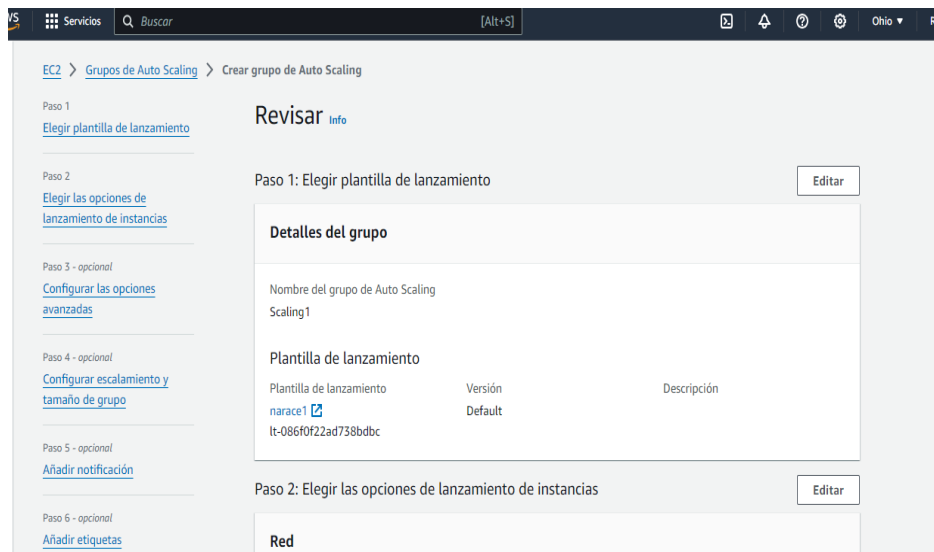 Servicios
Buscar
[Alt+S]
Ohio
EC2 > Grupos de Auto Scaling > Crear grupo de Auto Scaling
Paso 1
Elegir plantilla de lanzamiento
Paso 2
Elegir las opciones de
lanzamiento de instancias
Paso 3 - opcional
Configurar las opciones
avanzadas
Paso 4 - opcional
Configurar escalamiento y
tamaño de grupo
Paso 5 - opcional
Añadir notificación
Paso 6 - opcional
Añadir etiquetas
Revisar Info
Paso 1: Elegir plantilla de lanzamiento
Editar
Detalles del grupo
Nombre del grupo de Auto Scaling
Scaling1
Plantilla de lanzamiento
Plantilla de lanzamiento
narace1
lt-086f0f22ad738bdbc
Versión
Default
Descripción
Paso 2: Elegir las opciones de lanzamiento de instancias
Editar
Red